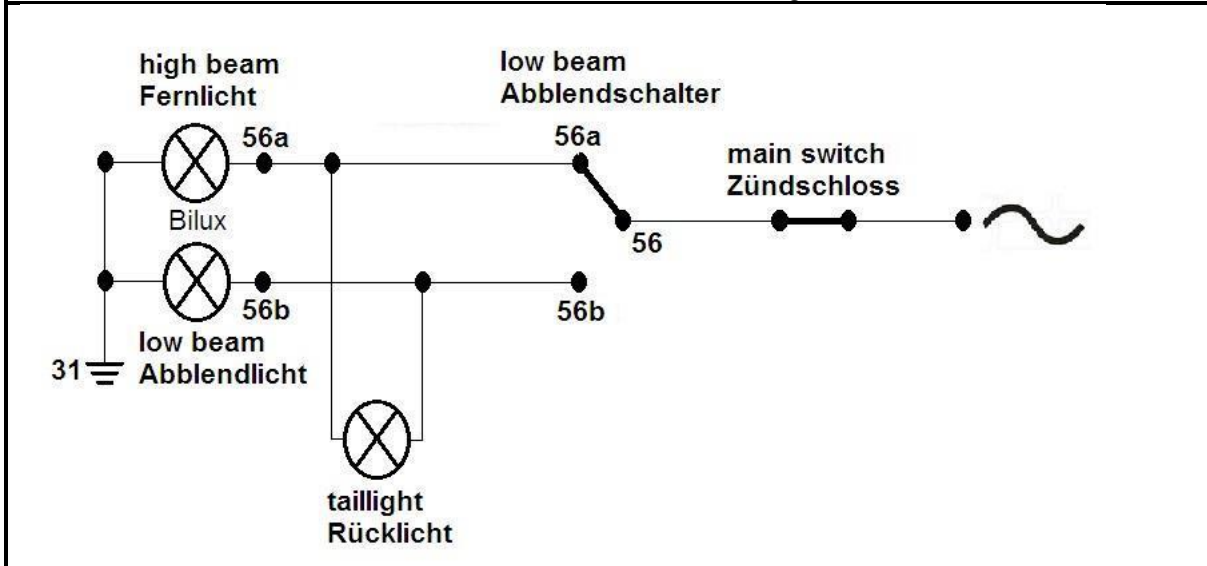 high beam
Fernlicht
56a
Bilux
56b
low beam
Abblendlicht
31
taillight
Rücklicht
low beam
Abblendschalter
56a
56
56b
main switch
Zündschloss